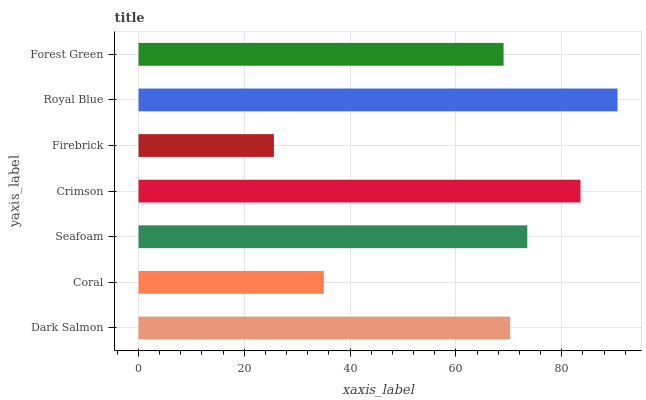 title
Forest Green
Royal Blue
Firebrick
Crimson
Seafoam
Coral
Dark Salmon
yaxis_label
0 20 40 60 80
xaxis_label